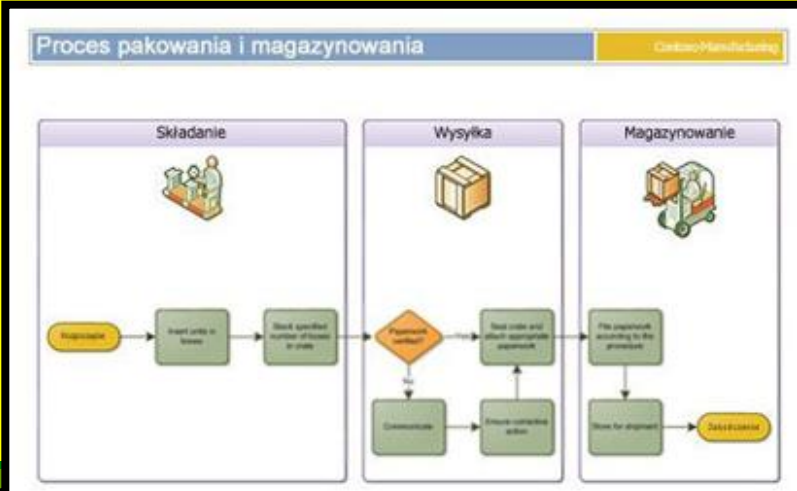 Proces pakowania i magazynowania
Contoso Manufacturing
Składanie
Wysyłka
Magazynowanie
Rozpoczęcie
Insert units in
boxes
Stack specified
number of boxes
in crate
Paperwork
verified?
Yes
No
Seal crate and
attach appropriate
paperwork
Communicate
Ensure corrective
action
File paperwork
according to the
procedure
Store for shipment
Zakończenie